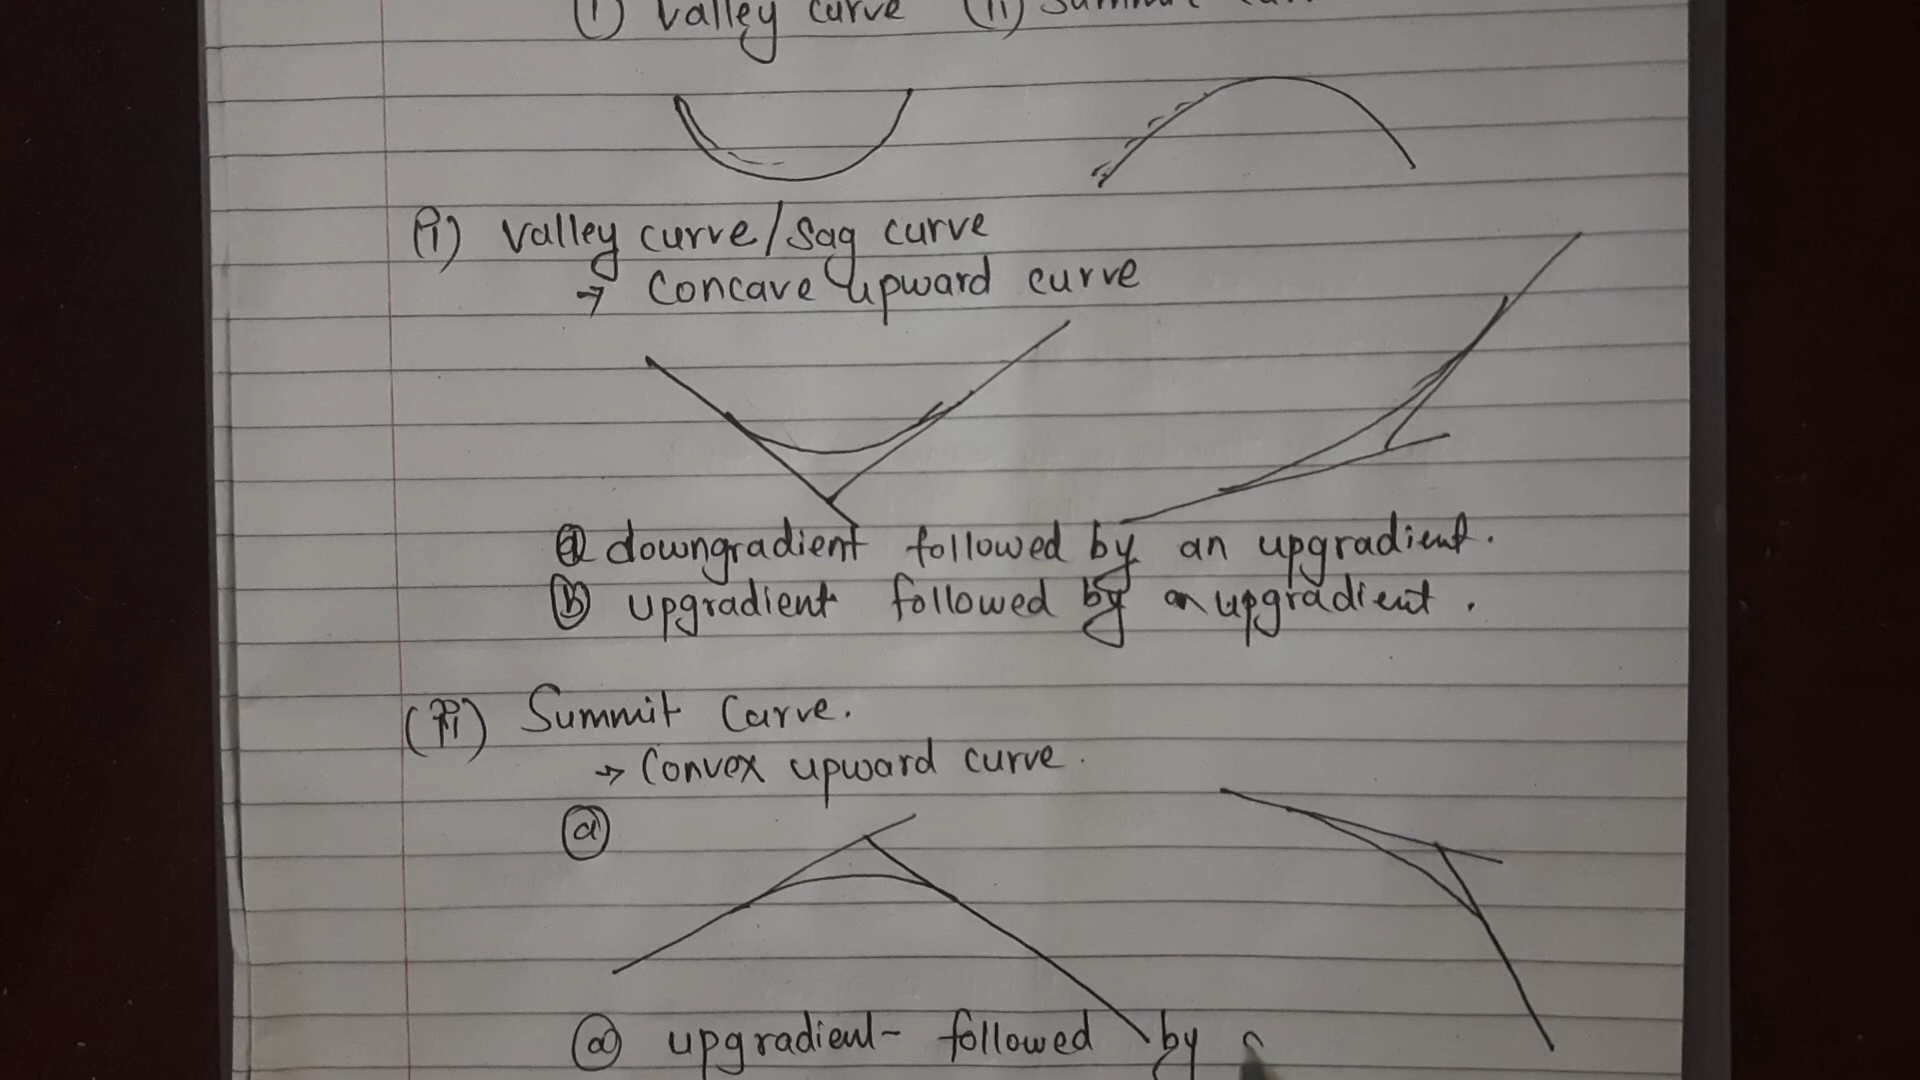 (i) Valley curve (ii) Summit
(i) Valley curve/Sag curve
→ Concave upward curve
(a) downgradient followed by an upgradient.
(b) upgradient followed by an upgradient.
(ii) Summit Curve.
→ Convex upward curve.
(a)
(a) upgradient followed by